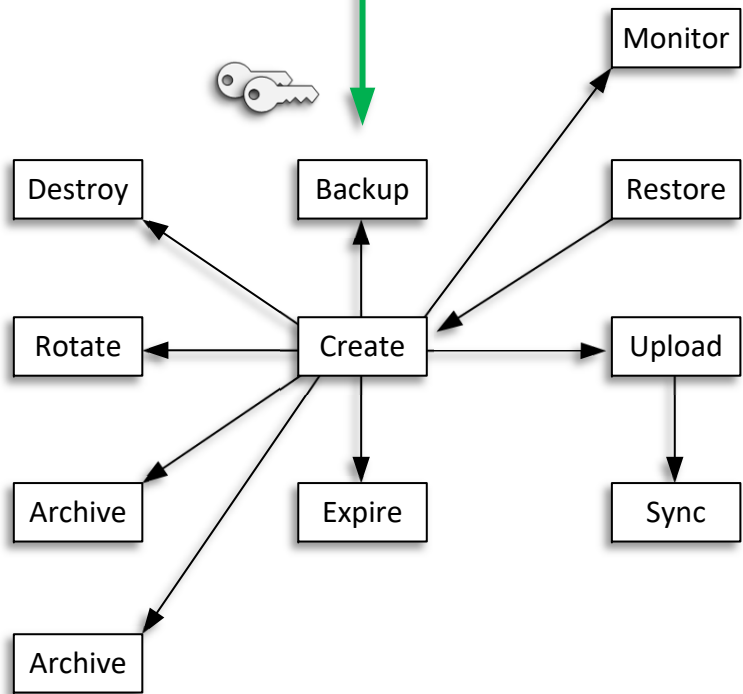 Monitor
Destroy
Backup
Restore
Rotate
Create
Upload
Archive
Expire
Sync
Archive